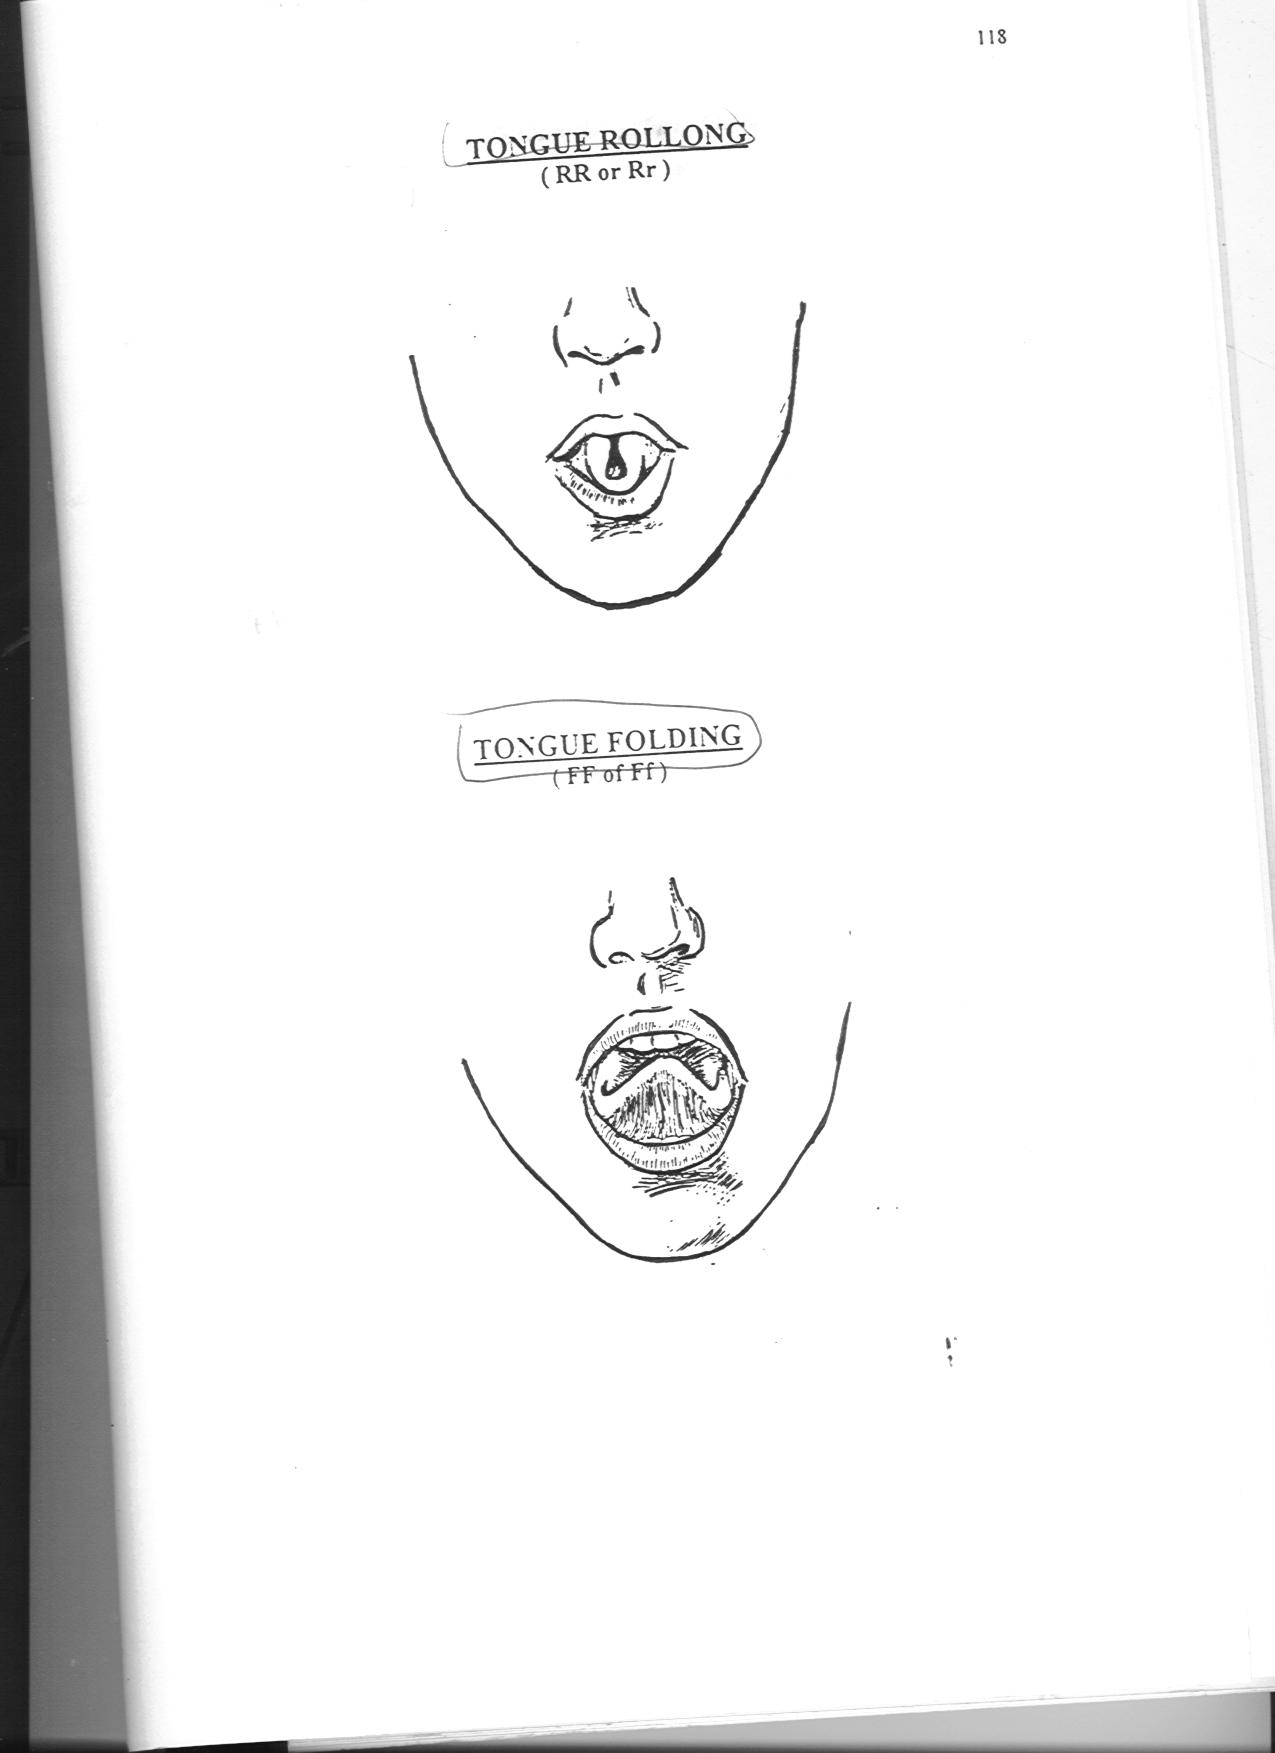 118
TONGUE ROLLONG
( RR or Rr )
TONGUE FOLDING
( FF of Ff )